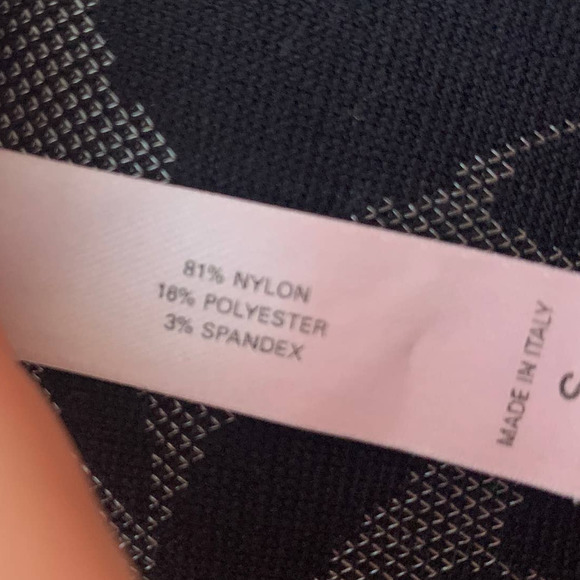 81% NYLON
16% POLYESTER
3% SPANDEX
MADE IN ITALY
S